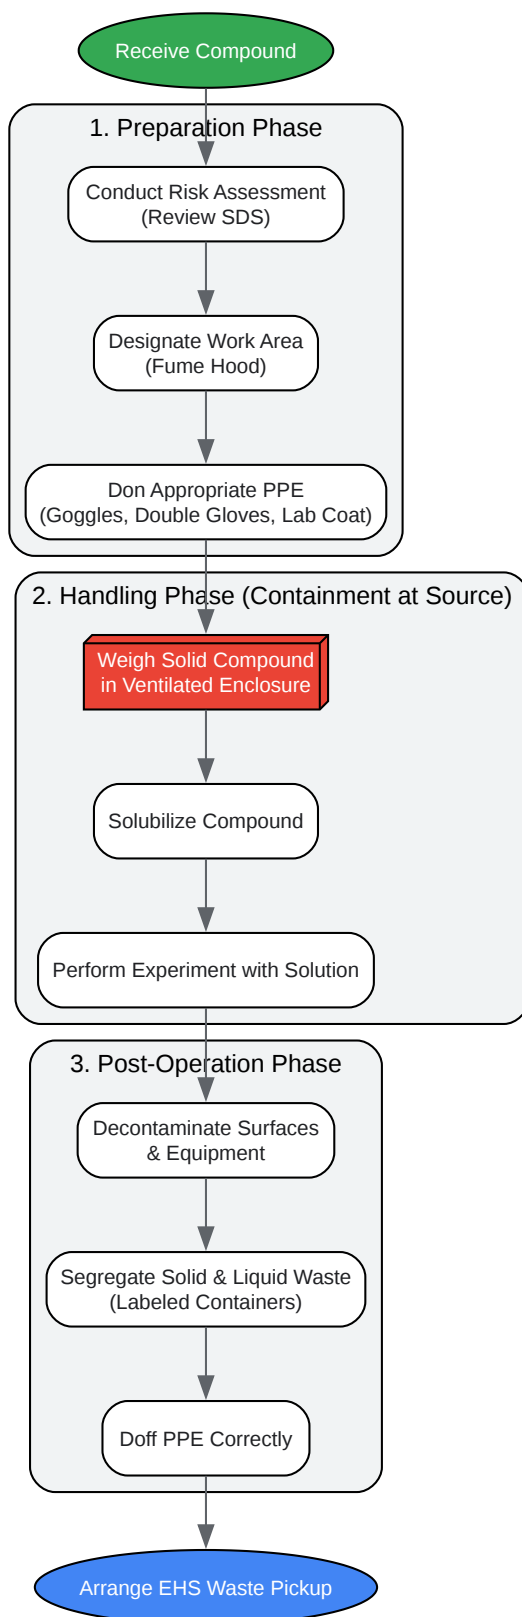 Receive Compound
1. Preparation Phase
Conduct Risk Assessment
(Review SDS)
Designate Work Area
(Fume Hood)
Don Appropriate PPE
(Goggles, Double Gloves, Lab Coat)
2. Handling Phase (Containment at Source)
Weigh Solid Compound
in Ventilated Enclosure
Solubilize Compound
Perform Experiment with Solution
3. Post-Operation Phase
Decontaminate Surfaces
& Equipment
Segregate Solid & Liquid Waste
(Labeled Containers)
Doff PPE Correctly
Arrange EHS Waste Pickup